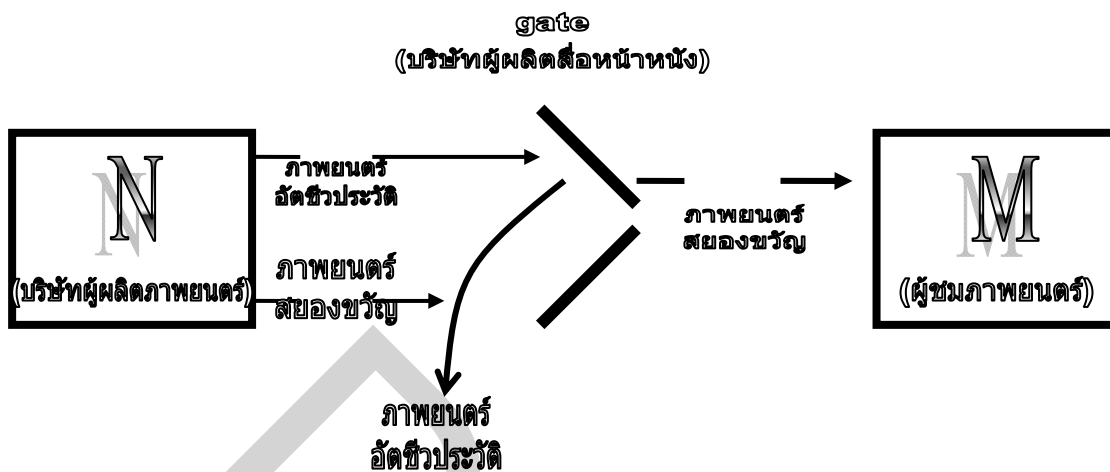 gate
(บริษัทผู้ผลิตสื่อหน้าหนัง)
N
(บริษัทผู้ผลิตภาพยนตร์)
ภาพยนตร์
อัตชีวประวัติ
ภาพยนตร์
สยองขวัญ
ภาพยนตร์
อัตชีวประวัติ
ภาพยนตร์
สยองขวัญ
M
(ผู้ชมภาพยนตร์)